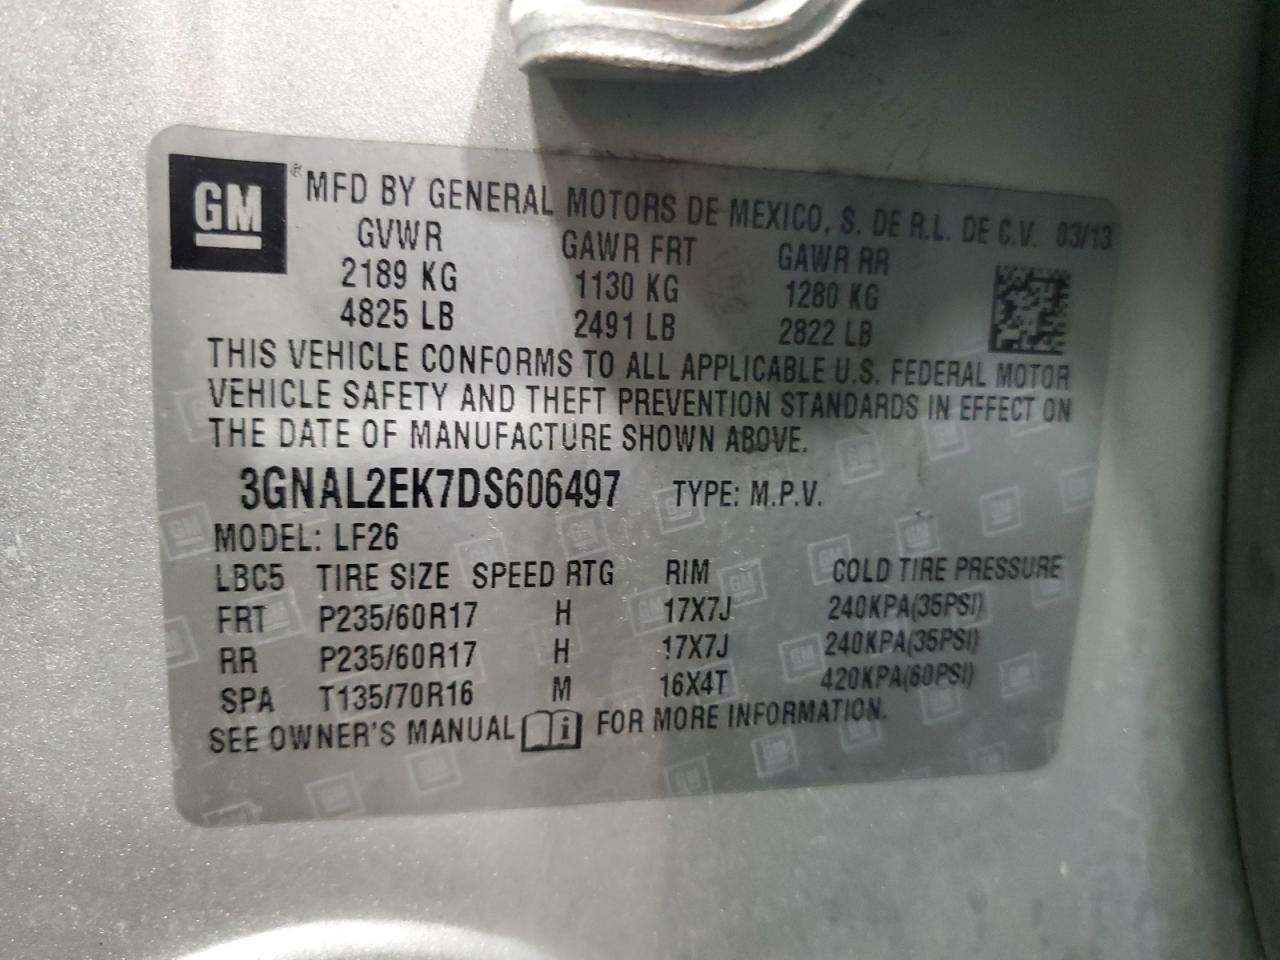 GM ® MFD BY GENERAL MOTORS DE MEXICO, S. DE R.L. DE C.V. 03/13
GVWR GAWR FRT GAWR RR
2189 KG 1130 KG 1280 KG
4825 LB 2491 LB 2822 LB
THIS VEHICLE CONFORMS TO ALL APPLICABLE U.S. FEDERAL MOTOR
VEHICLE SAFETY AND THEFT PREVENTION STANDARDS IN EFFECT ON
THE DATE OF MANUFACTURE SHOWN ABOVE.
3GNAL2EK7DS606497 TYPE: M.P.V.
MODEL: LF26
LBC5 TIRE SIZE SPEED RTG RIM COLD TIRE PRESSURE
FRT P235/60R17 H 17X7J 240KPA(35PSI)
RR P235/60R17 H 17X7J 240KPA(35PSI)
SPA T135/70R16 M 16X4T 420KPA(60PSI)
SEE OWNER'S MANUAL i FOR MORE INFORMATION.